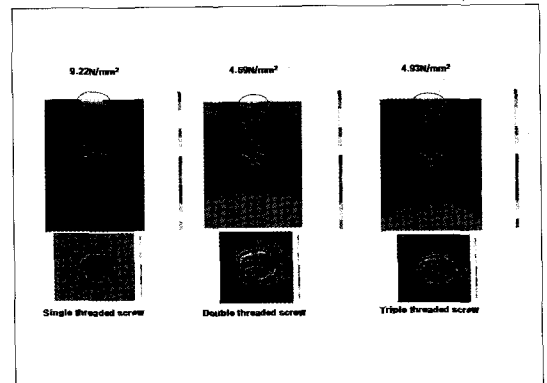 9.22N/mm² 4.69N/mm² 4.93N/mm²
Single threaded screw Double threaded screw Triple threaded screw